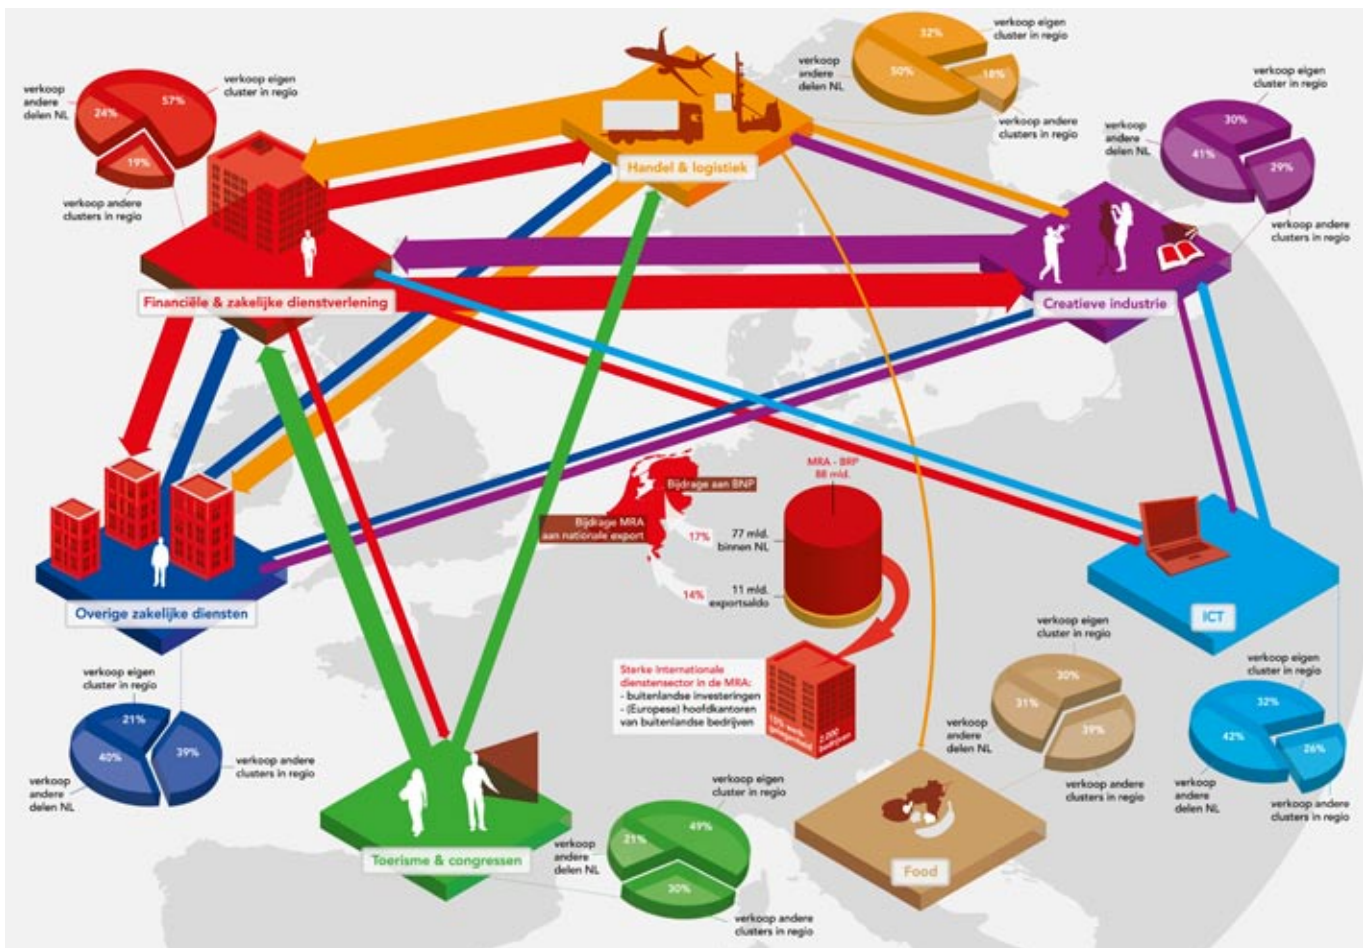 verkoop
andere
delen NL
24%
57%
19%
verkoop eigen
cluster in regio
verkoop andere
clusters in regio
verkoop
andere
delen NL
32%
50%
18%
verkoop eigen
cluster in regio
verkoop andere
clusters in regio
verkoop
andere
delen NL
30%
41%
29%
verkoop eigen
cluster in regio
verkoop andere
clusters in regio
Handel & logistiek
Financiële & zakelijke dienstverlening
Creatieve industrie
MRA - BRP
88 mld.
Bijdrage aan BNP
Bijdrage MRA
aan nationale export
17%
77 mld.
binnen NL
14%
11 mld.
exportsaldo
Overige zakelijke diensten
ICT
Sterke Internationale
dienstensector in de MRA:
- buitenlandse investeringen
- (Europese) hoofdkantoren
van buitenlandse bedrijven
15% werk-
gelegenheid
2.000
bedrijven
verkoop eigen
cluster in regio
21%
40%
39%
verkoop
andere
delen NL
verkoop andere
clusters in regio
verkoop eigen
cluster in regio
30%
31%
39%
verkoop
andere
delen NL
verkoop andere
clusters in regio
verkoop eigen
cluster in regio
32%
42%
26%
verkoop
andere
delen NL
verkoop andere
clusters in regio
Toerisme & congressen
verkoop eigen
cluster in regio
21%
49%
30%
verkoop
andere
delen NL
verkoop andere
clusters in regio
Food